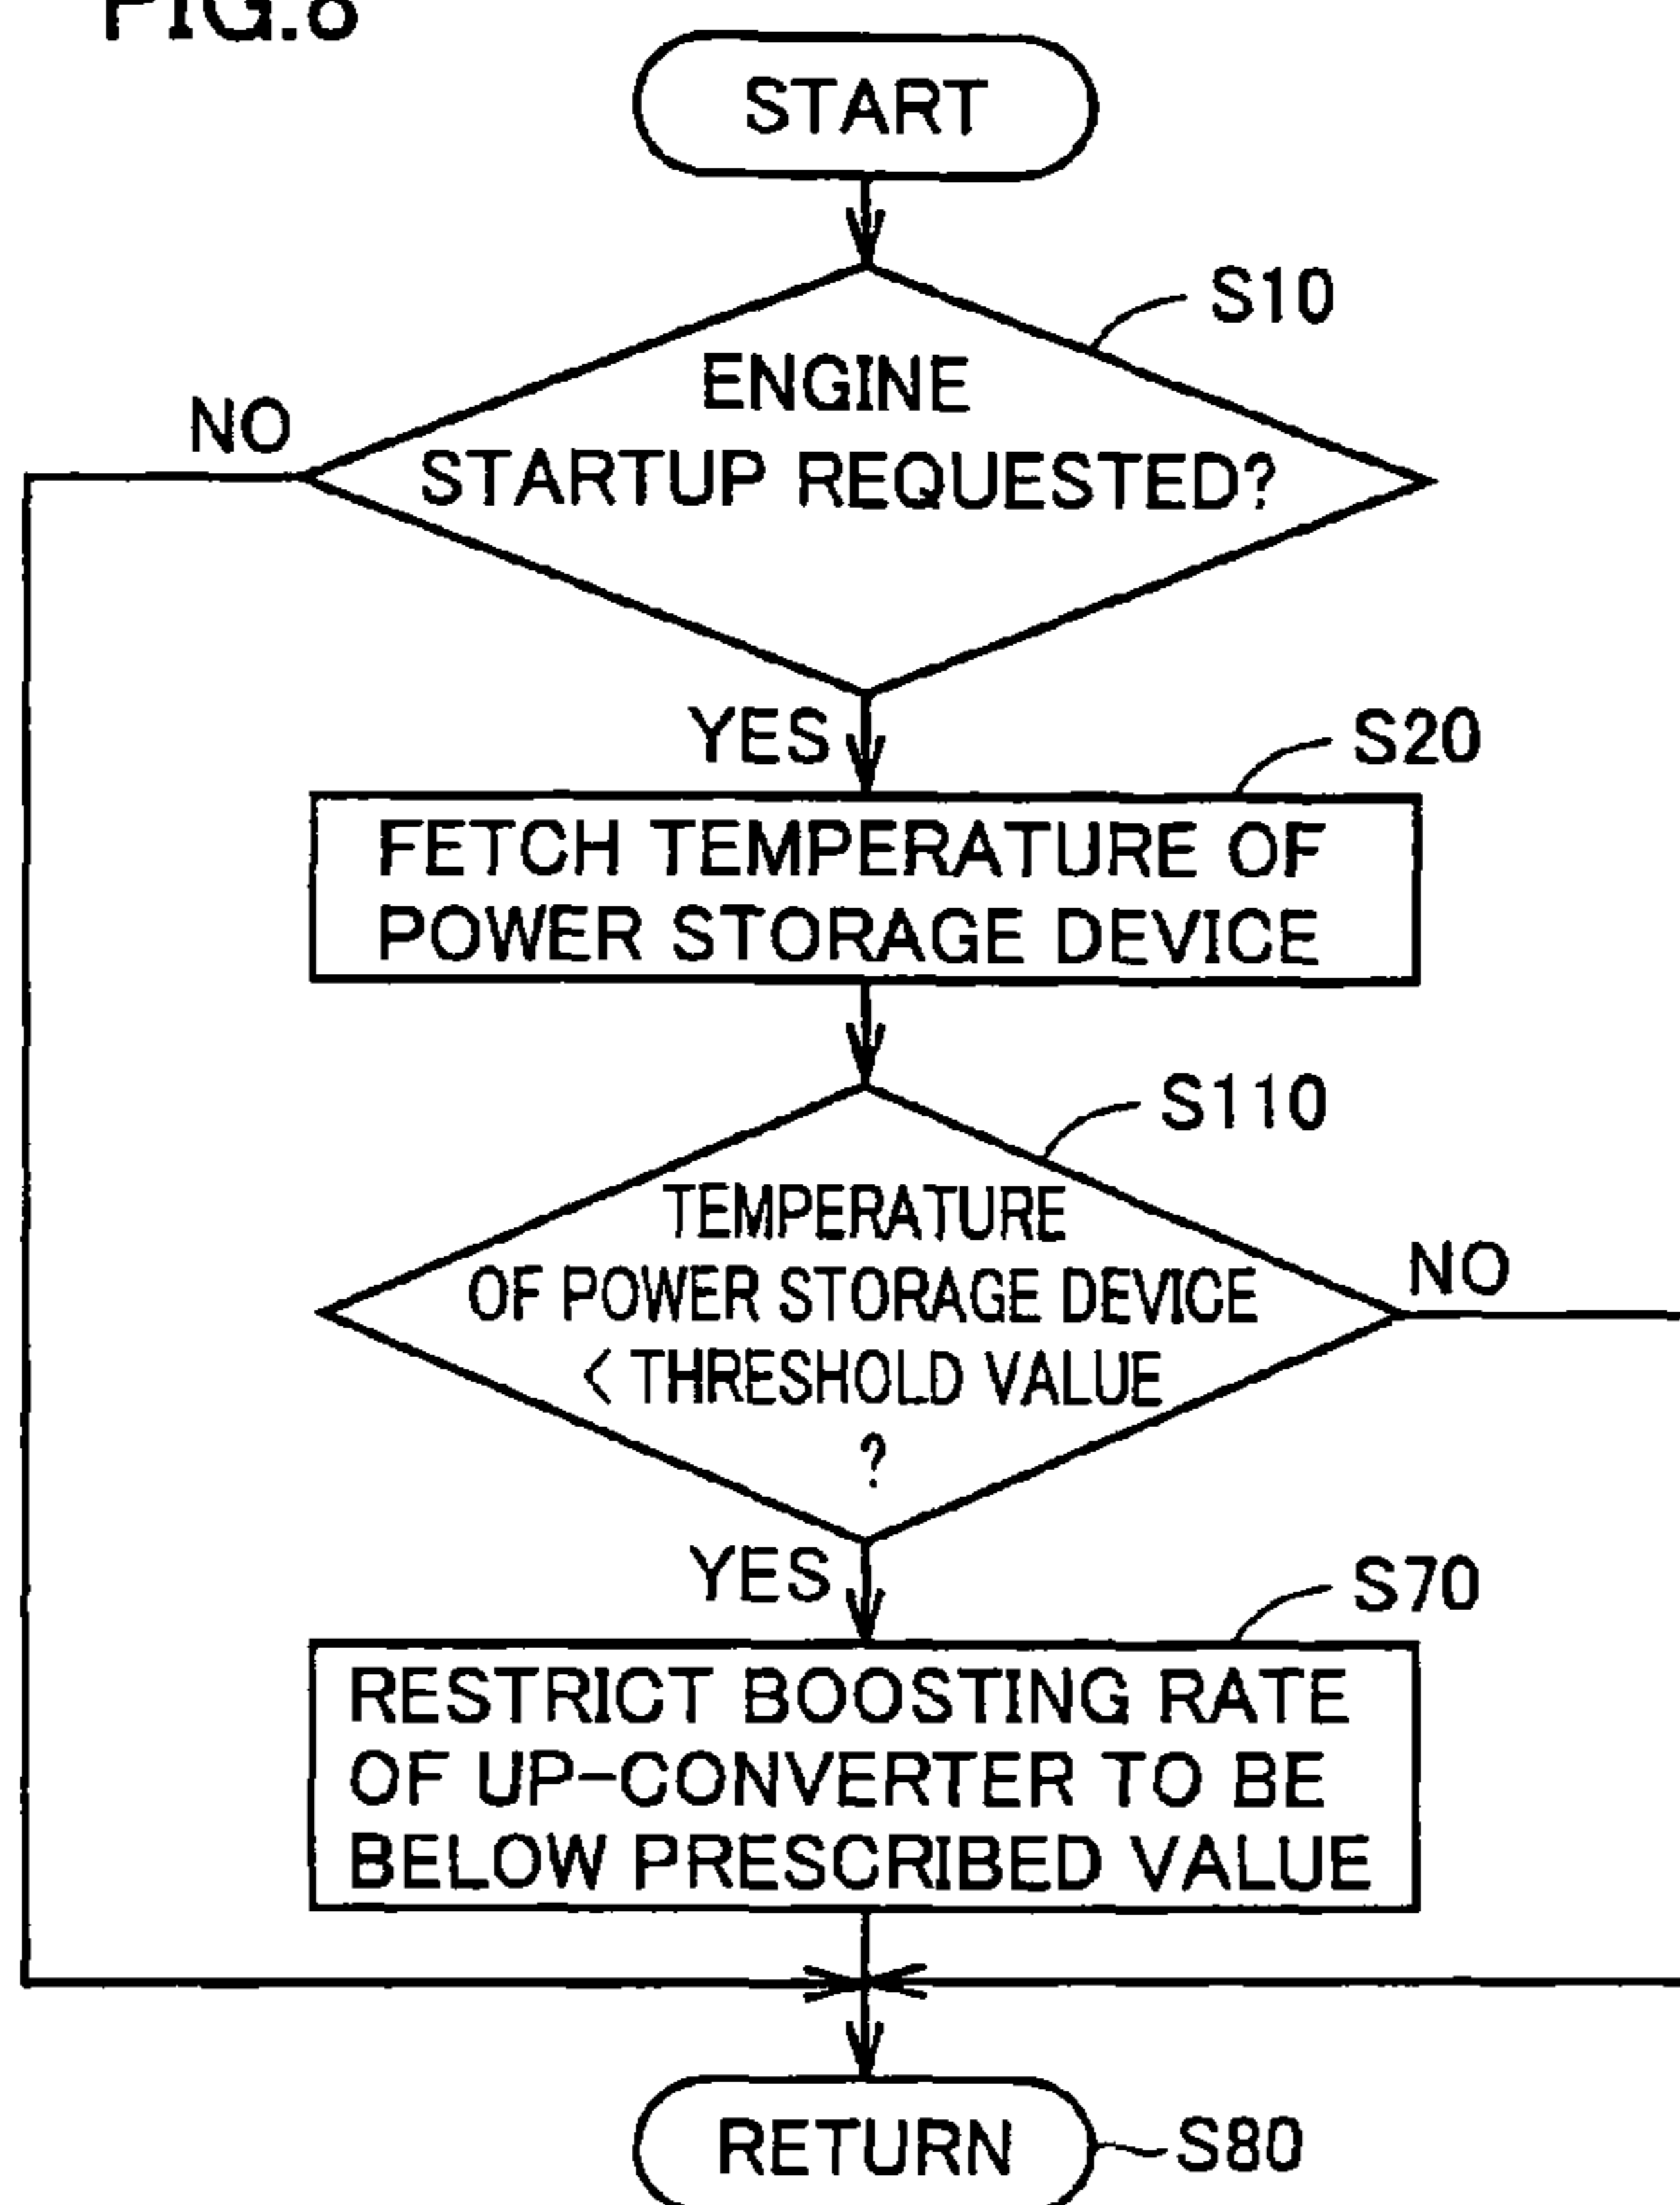 FIG.8
START
S10
ENGINE
STARTUP REQUESTED?
NO
YES
S20
FETCH TEMPERATURE OF
POWER STORAGE DEVICE
S110
TEMPERATURE
OF POWER STORAGE DEVICE
< THRESHOLD VALUE
?
NO
YES
S70
RESTRICT BOOSTING RATE
OF UP-CONVERTER TO BE
BELOW PRESCRIBED VALUE
RETURN
S80